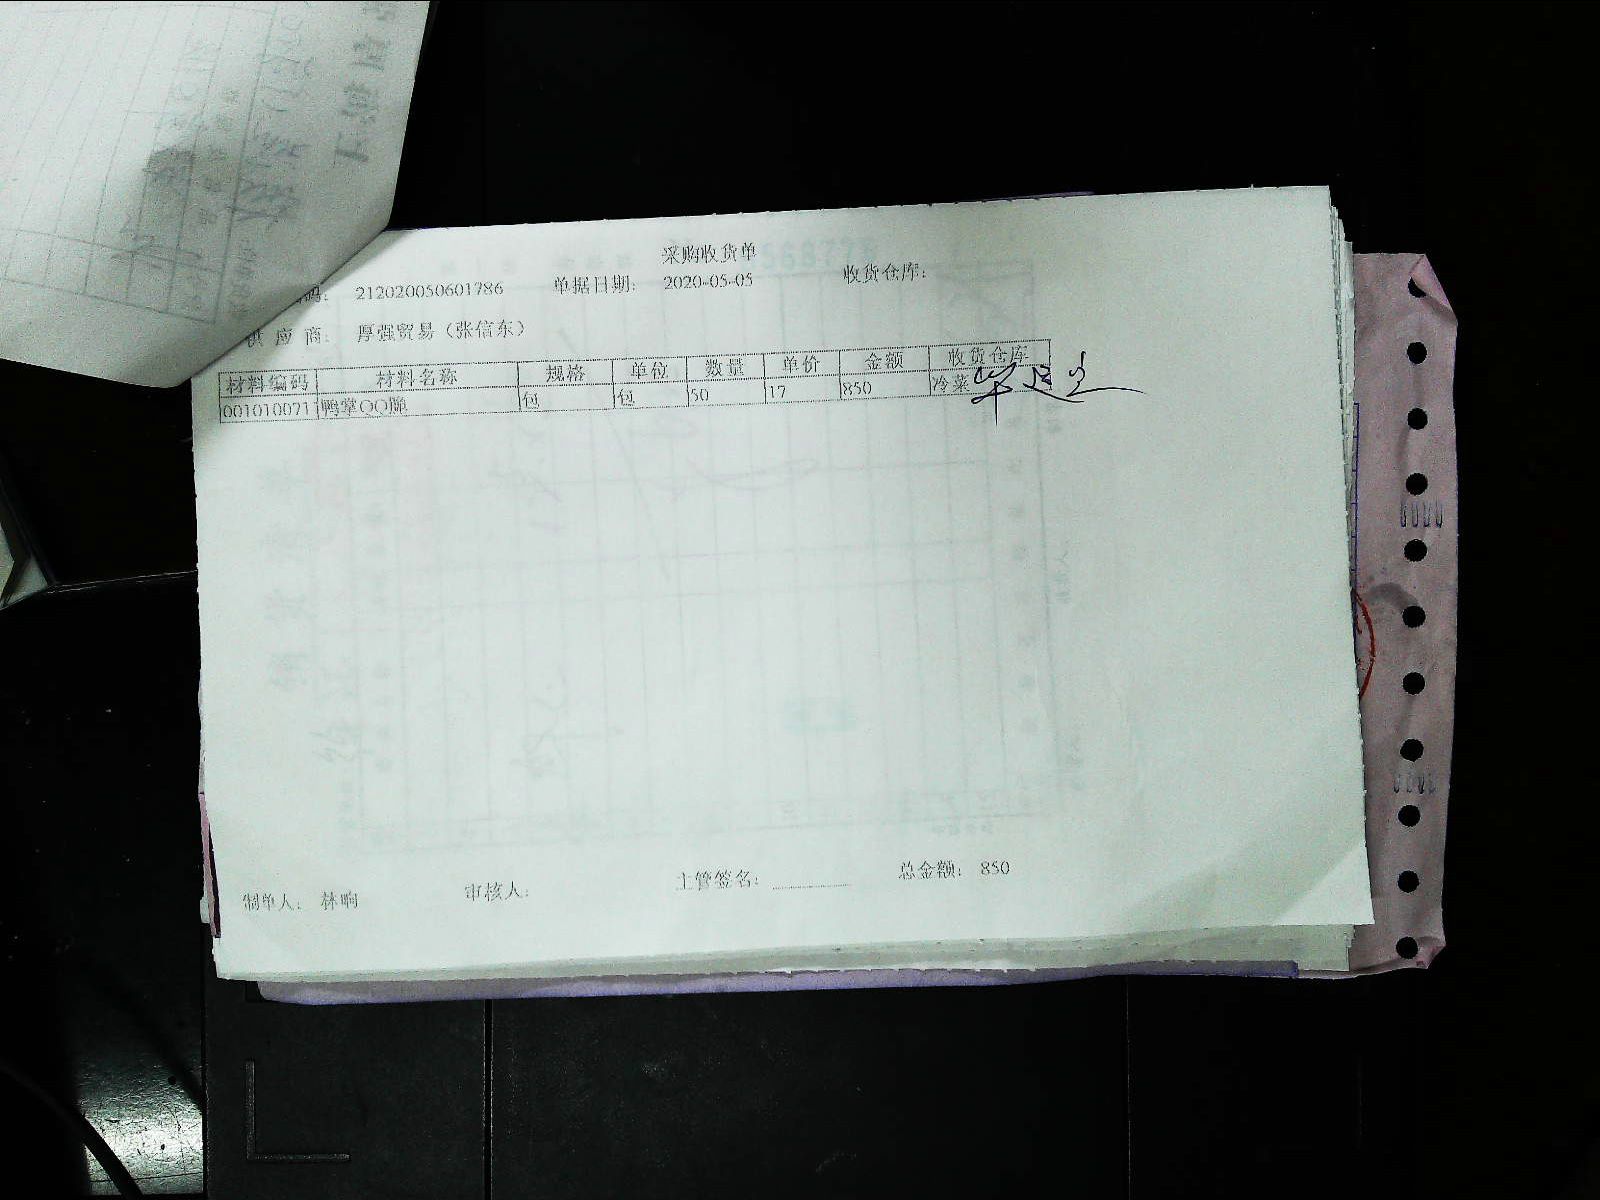 采购收货单
码： 212020050601786 单据日期： 2020-05-05 收货仓库：
供应商： 厚强贸易（张信东）
材料编码 材料名称 规格 单位 数量 单价 金额 收货仓库
001010071 鸭掌QQ脆 包 包 50 17 850 冷菜
制单人： 林响 审核人： 主管签名： 总金额： 850